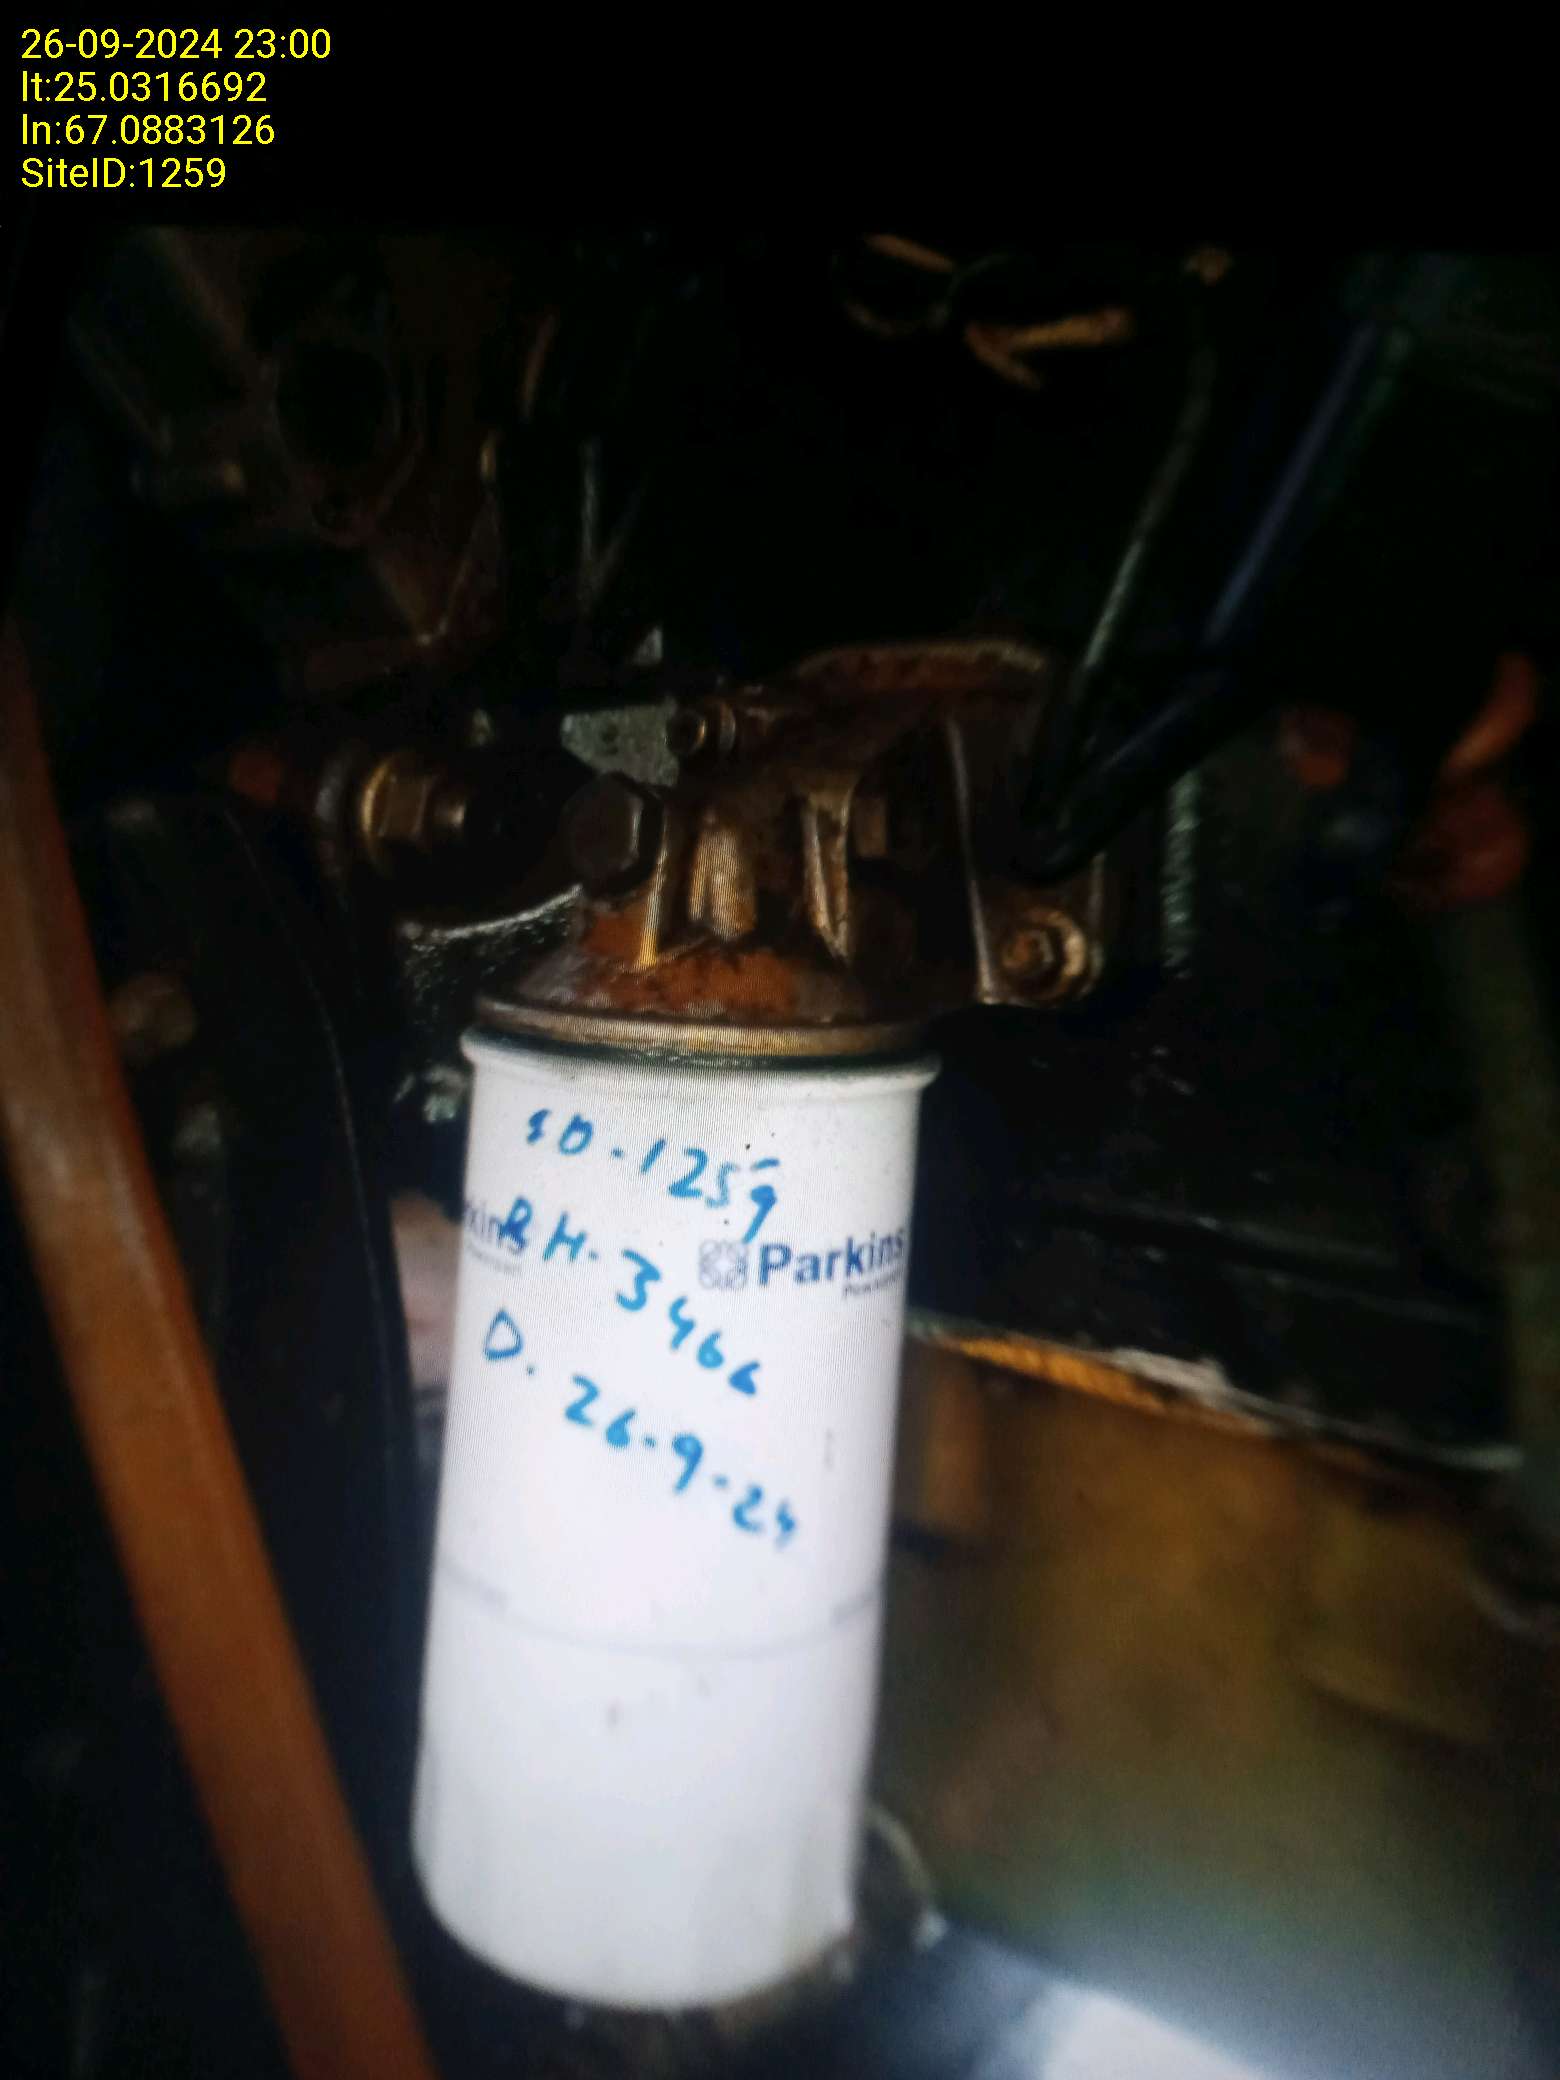 26-09-2024 23:00
lt:25.0316692
ln:67.0883126
SiteID:1259
ID-1259
RH-3466
Parkins
D. 26-9-24